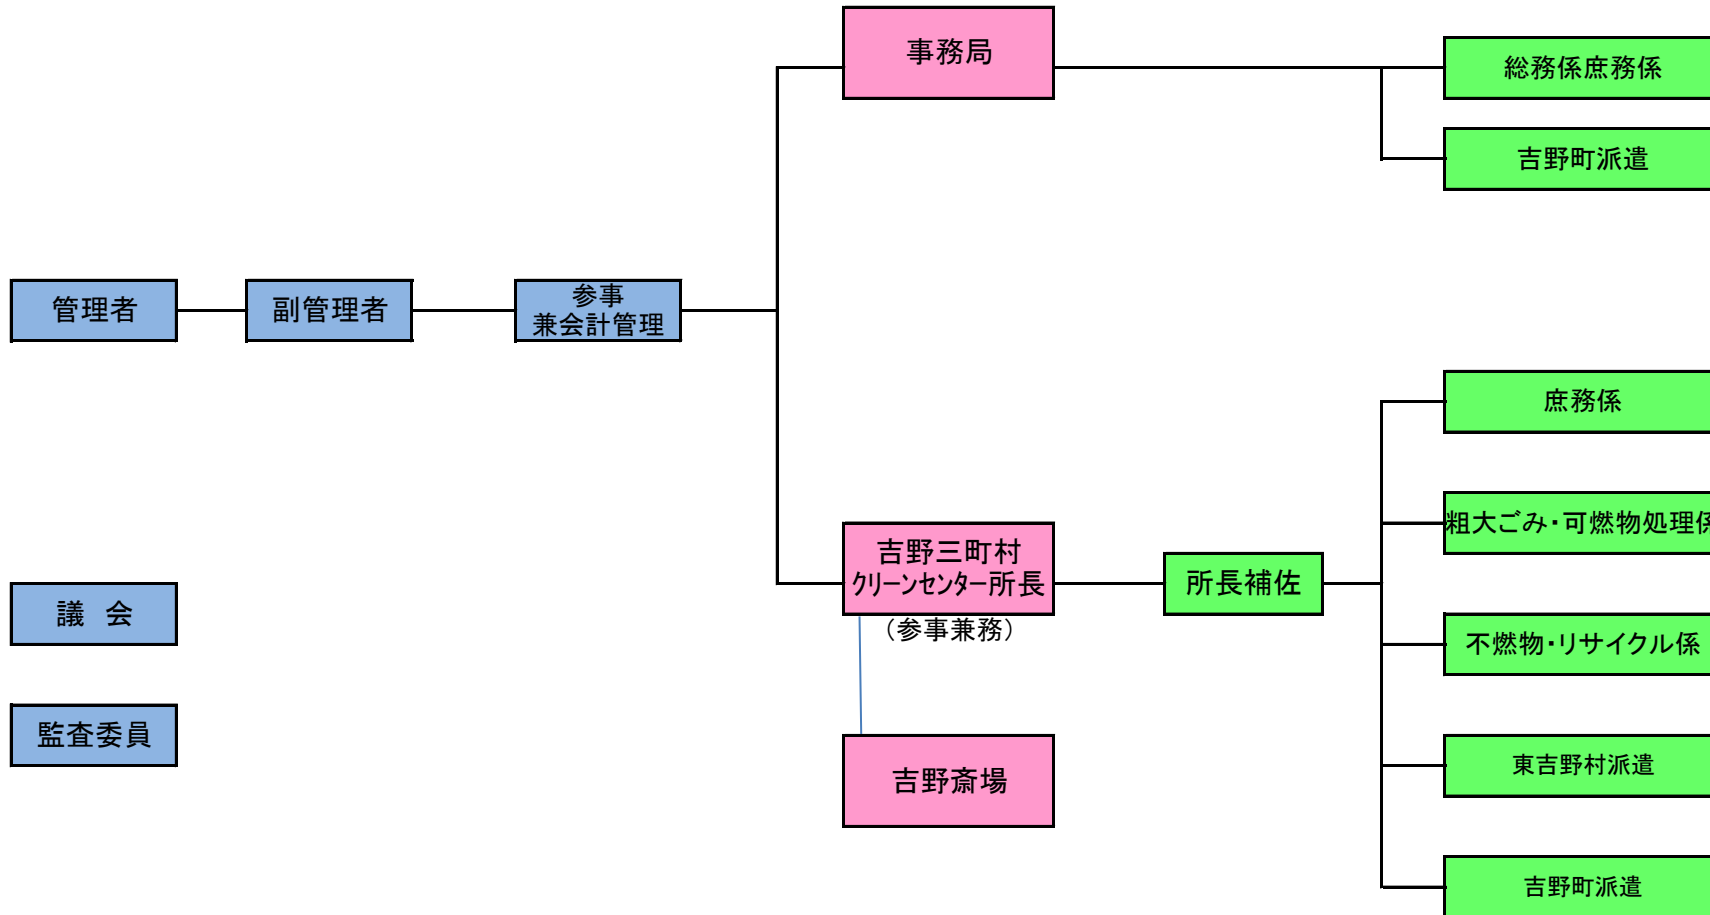 事務局
総務係庶務係
吉野町派遣
管理者
副管理者
参事
兼会計管理
庶務係
吉野三町村
クリーンセンター所長
(参事兼務)
所長補佐
粗大ごみ・可燃物処理係
議 会
不燃物・リサイクル係
監査委員
吉野斎場
東吉野村派遣
吉野町派遣